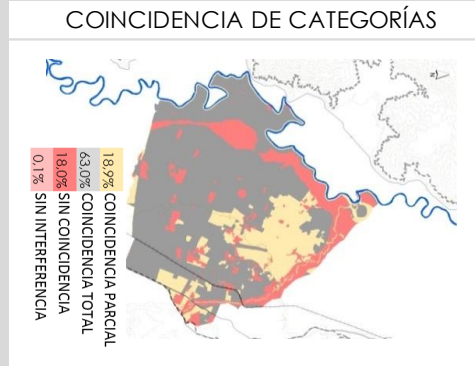 COINCIDENCIA DE CATEGORÍAS
18,9% COINCIDENCIA PARCIAL
63,0% COINCIDENCIA TOTAL
18,0% SIN COINCIDENCIA
0,1% SIN INTERFERENCIA